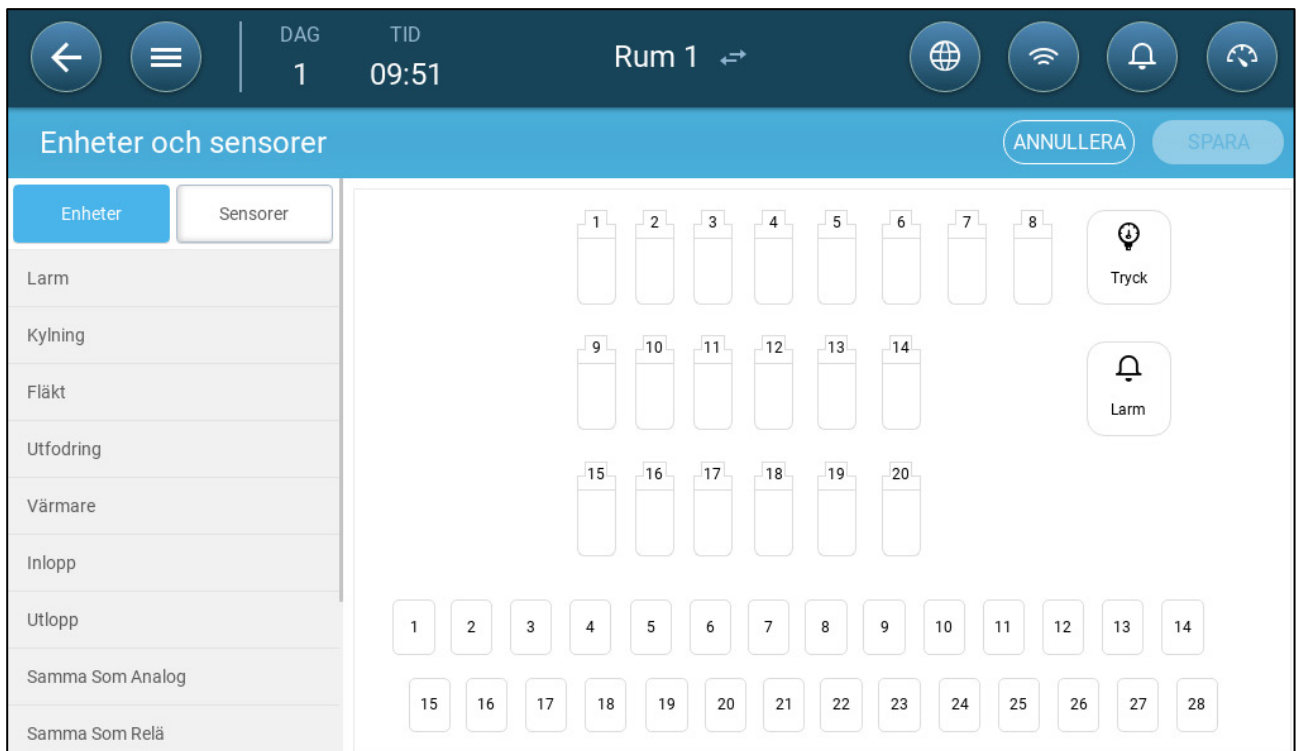 DAG TID
1 09:51 Rum 1
Enheter och sensorer ANNULLERA SPARA
Enheter Sensorer
1 2 3 4 5 6 7 8
Tryck
Larm
Kylning
9 10 11 12 13 14
Fläkt
Larm
Utfodring
15 16 17 18 19 20
Värmare
Inlopp
Utlopp
1 2 3 4 5 6 7 8 9 10 11 12 13 14
Samma Som Analog
15 16 17 18 19 20 21 22 23 24 25 26 27 28
Samma Som Relä